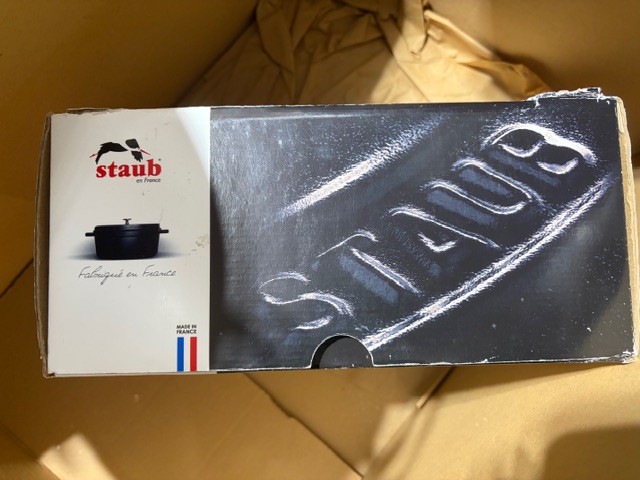 staub
en France
Fabriqué en France
MADE IN
FRANCE
STAUB